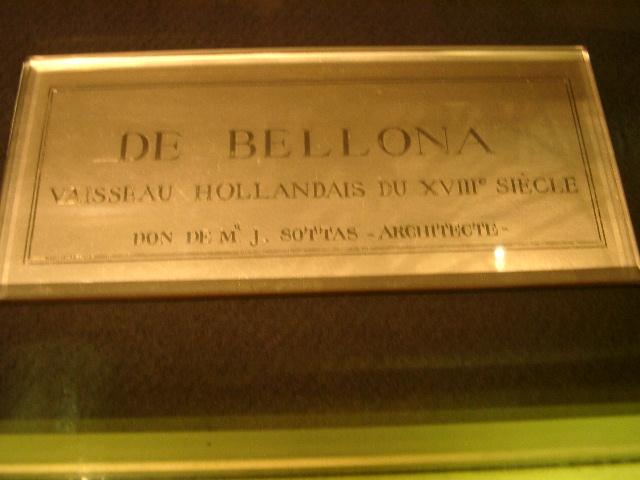 DE BELLONA
VAISSEAU HOLLANDAIS DU XVIIIᵉ SIÈCLE
DON DE Mᴿ J. SOTTAS - ARCHITECTE -